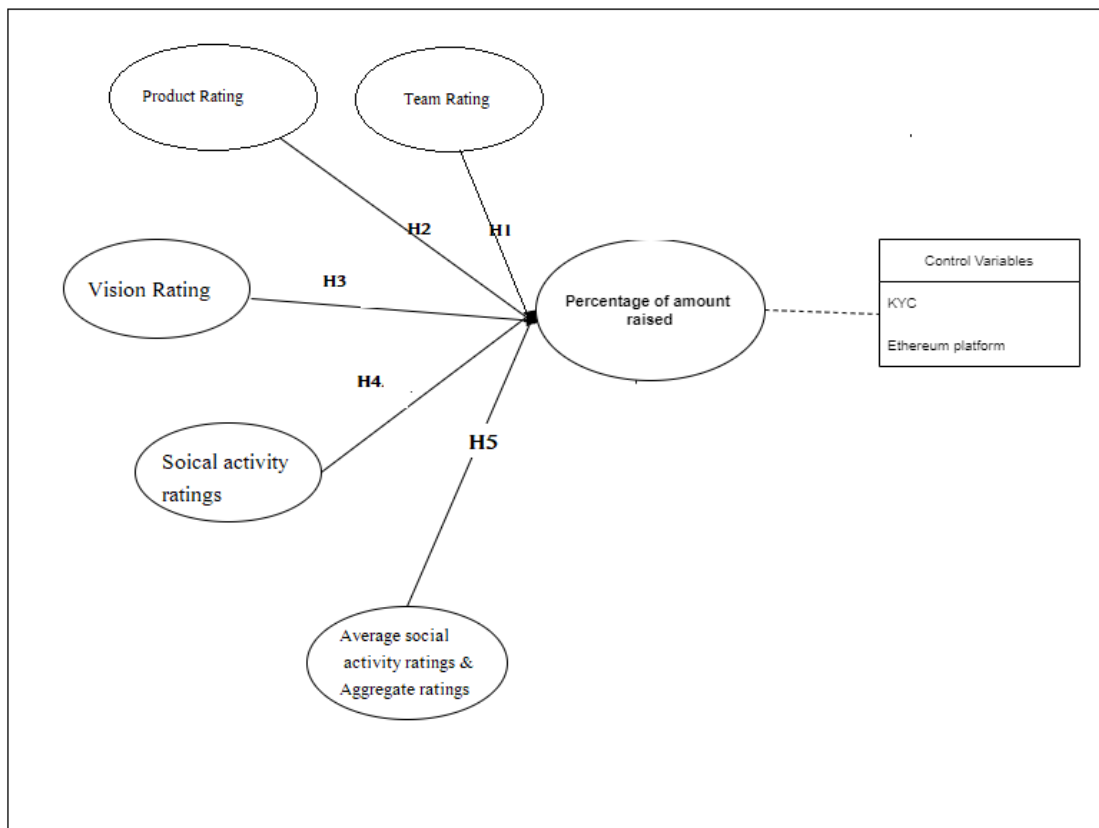 Product Rating
Team Rating
H2
H1
Vision Rating
H3
Percentage of amount
raised
Control Variables
KYC
Ethereum platform
H4.
H5
Soical activity
ratings
Average social
activity ratings &
Aggregate ratings